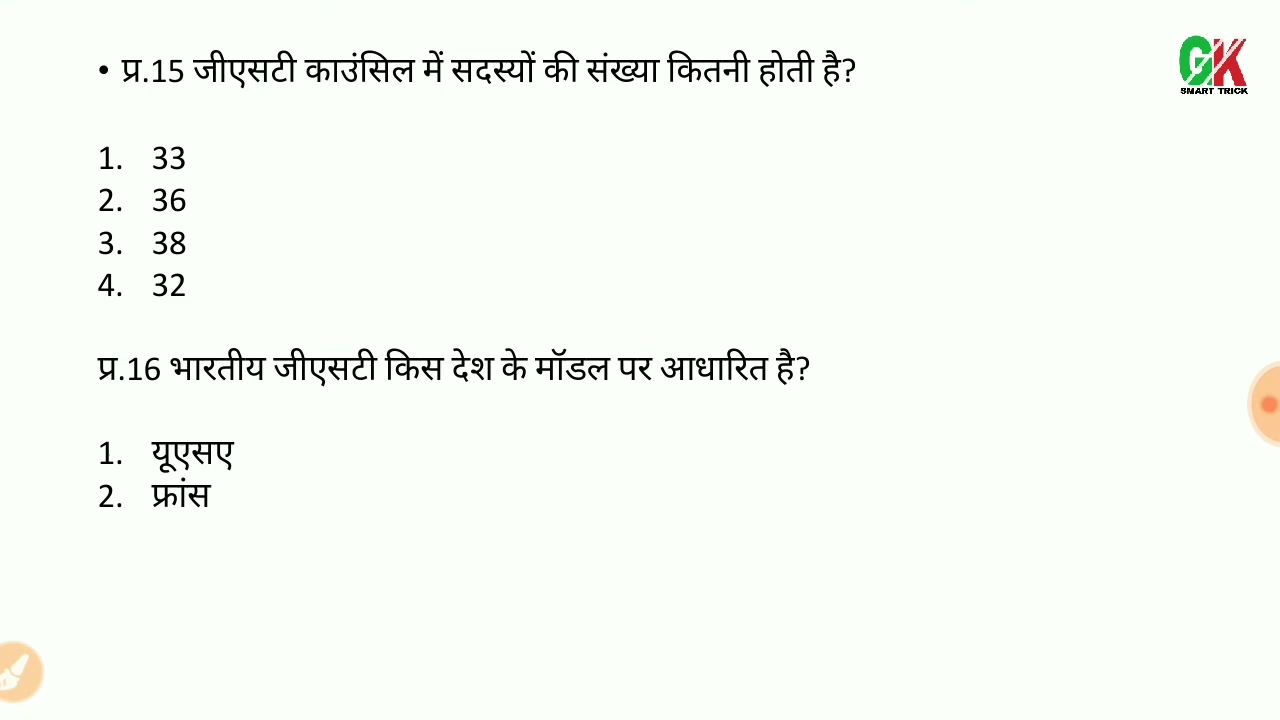 • प्र.15 जीएसटी काउंसिल में सदस्यों की संख्या कितनी होती है?
GK
SMART TRICK
1. 33
2. 36
3. 38
4. 32
प्र.16 भारतीय जीएसटी किस देश के मॉडल पर आधारित है?
1. यूएसए
2. फ्रांस